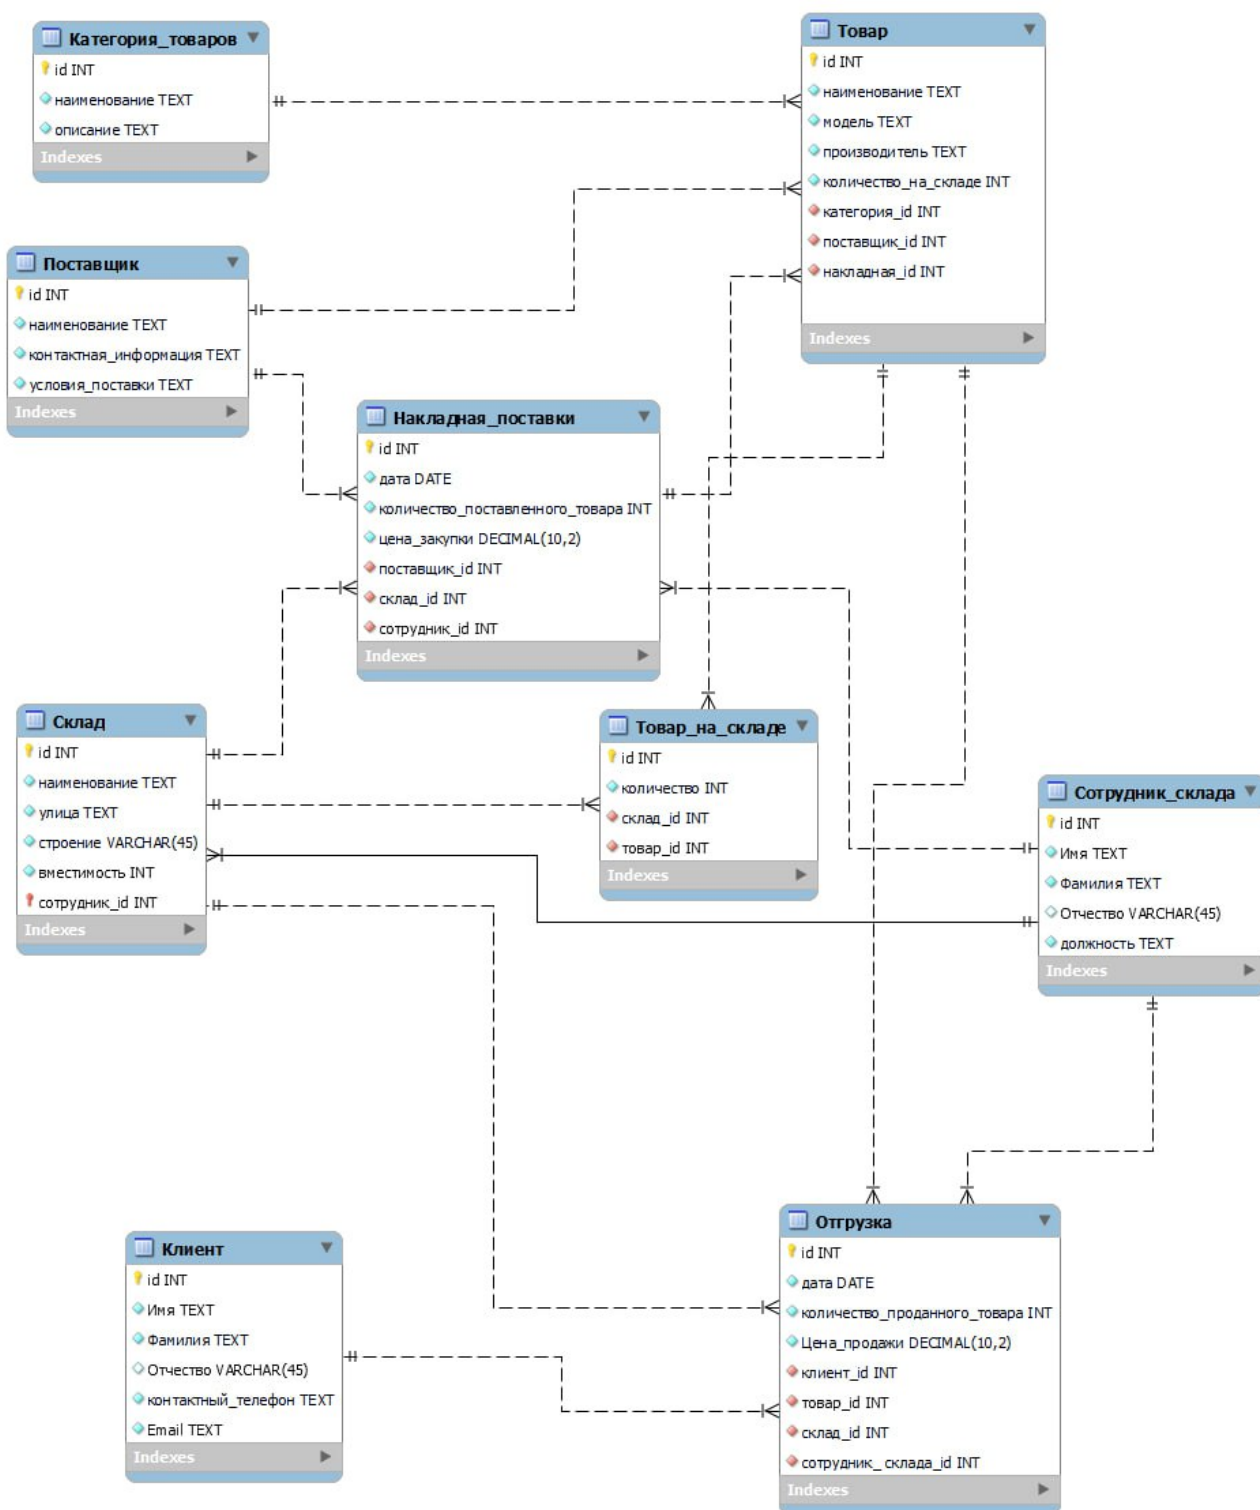 Категория_товаров
id INT
наименование TEXT
описание TEXT
Indexes
Товар
id INT
наименование TEXT
модель TEXT
производитель TEXT
количество_на_складе INT
категория_id INT
поставщик_id INT
накладная_id INT
Indexes
Поставщик
id INT
наименование TEXT
контактная_информация TEXT
условия_поставки TEXT
Indexes
Накладная_поставки
id INT
дата DATE
количество_поставленного_товара INT
цена_закупки DECIMAL(10,2)
поставщик_id INT
склад_id INT
сотрудник_id INT
Indexes
Склад
id INT
наименование TEXT
улица TEXT
строение VARCHAR(45)
вместимость INT
сотрудник_id INT
Indexes
Товар_на_складе
id INT
количество INT
склад_id INT
товар_id INT
Indexes
Сотрудник_склада
id INT
Имя TEXT
Фамилия TEXT
Отчество VARCHAR(45)
должность TEXT
Indexes
Клиент
id INT
Имя TEXT
Фамилия TEXT
Отчество VARCHAR(45)
контактный_телефон TEXT
Email TEXT
Indexes
Отгрузка
id INT
дата DATE
количество_проданного_товара INT
Цена_продажи DECIMAL(10,2)
клиент_id INT
товар_id INT
склад_id INT
сотрудник_ склада_id INT
Indexes